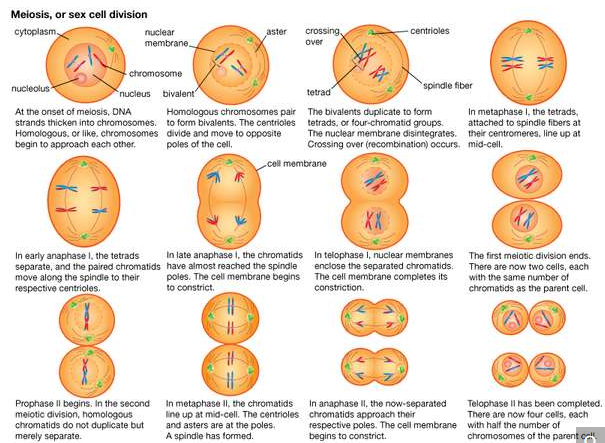 Meiosis, or sex cell division
cytoplasm
nuclear
membrane
aster
crossing
over
centrioles
chromosome
nucleolus
nucleus
bivalent
tetrad
spindle fiber
At the onset of meiosis, DNA
strands thicken into chromosomes.
Homologous, or like, chromosomes
begin to approach each other.
Homologous chromosomes pair
to form bivalents. The centrioles
divide and move to opposite
poles of the cell.
The bivalents duplicate to form
tetrads, or four-chromatid groups.
The nuclear membrane disintegrates.
Crossing over (recombination) occurs.
In metaphase I, the tetrads,
attached to spindle fibers at
their centromeres, line up at
mid-cell.
cell membrane
In early anaphase I, the tetrads
separate, and the paired chromatids
move along the spindle to their
respective centrioles.
In late anaphase I, the chromatids
have almost reached the spindle
poles. The cell membrane begins
to constrict.
In telophase I, nuclear membranes
enclose the separated chromatids.
The cell membrane completes its
constriction.
The first meiotic division ends.
There are now two cells, each
with the same number of
chromatids as the parent cell.
Prophase II begins. In the second
meiotic division, homologous
chromatids do not duplicate but
merely separate.
In metaphase II, the chromatids
line up at mid-cell. The centrioles
and asters are at the poles.
A spindle has formed.
In anaphase II, the now-separated
chromatids approach their
respective poles. The cell membrane
begins to constrict.
Telophase II has been completed.
There are now four cells, each
with half the number of
chromosomes of the parent cell.